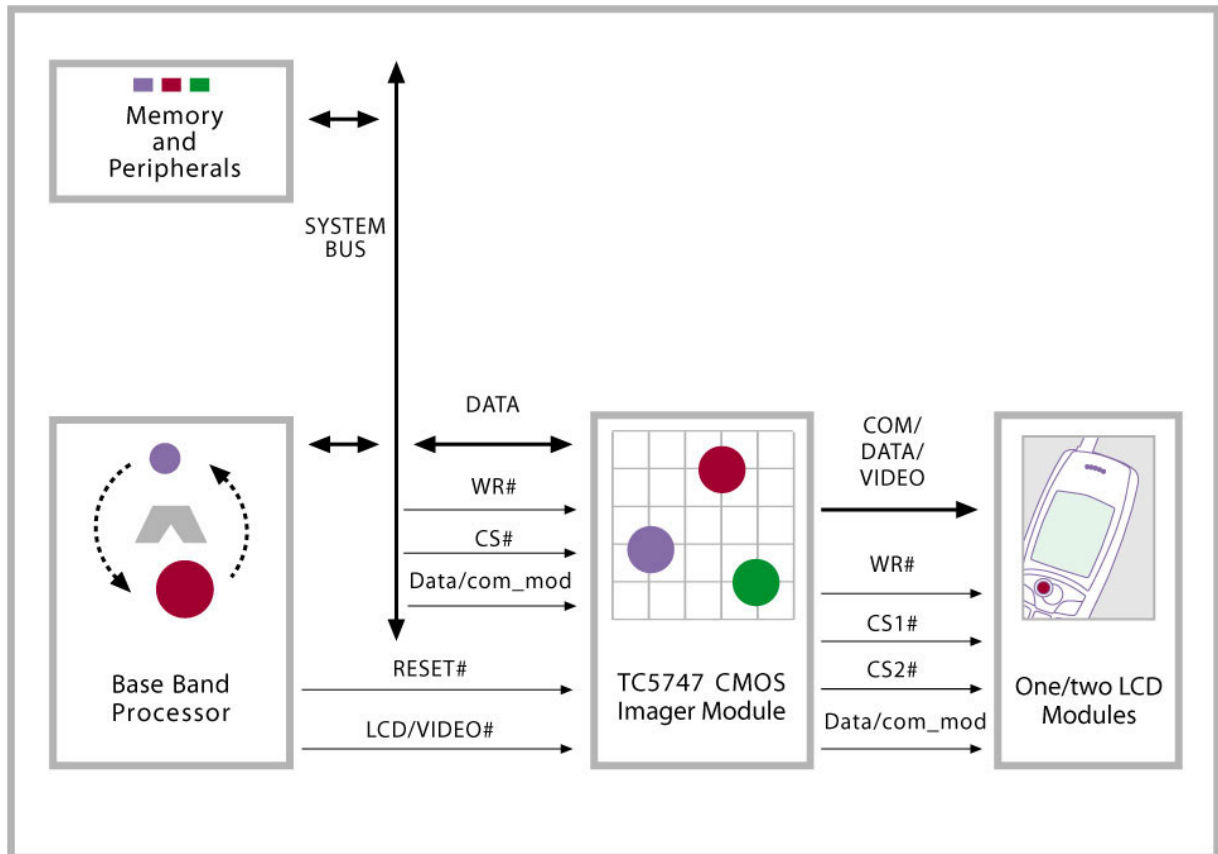 Memory
and
Peripherals
SYSTEM
BUS
DATA
WR#
CS#
Data/com_mod
RESET#
LCD/VIDEO#
Base Band
Processor
TC5747 CMOS
Imager Module
COM/
DATA/
VIDEO
WR#
CS1#
CS2#
Data/com_mod
One/two LCD
Modules